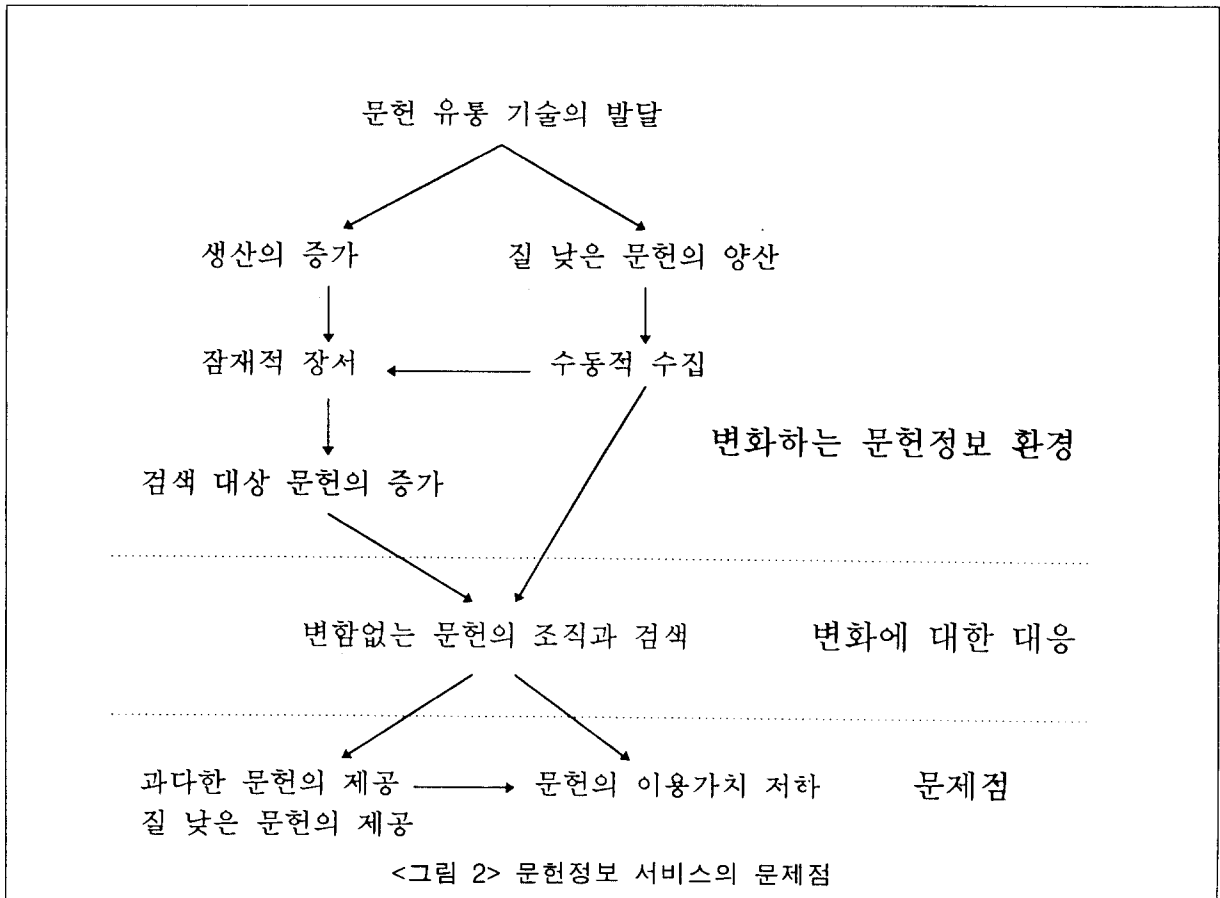 문헌 유통 기술의 발달
생산의 증가 질 낮은 문헌의 양산
잠재적 장서 수동적 수집
변화하는 문헌정보 환경
검색 대상 문헌의 증가
변함없는 문헌의 조직과 검색 변화에 대한 대응
과다한 문헌의 제공 문헌의 이용가치 저하 문제점
질 낮은 문헌의 제공
<그림 2> 문헌정보 서비스의 문제점